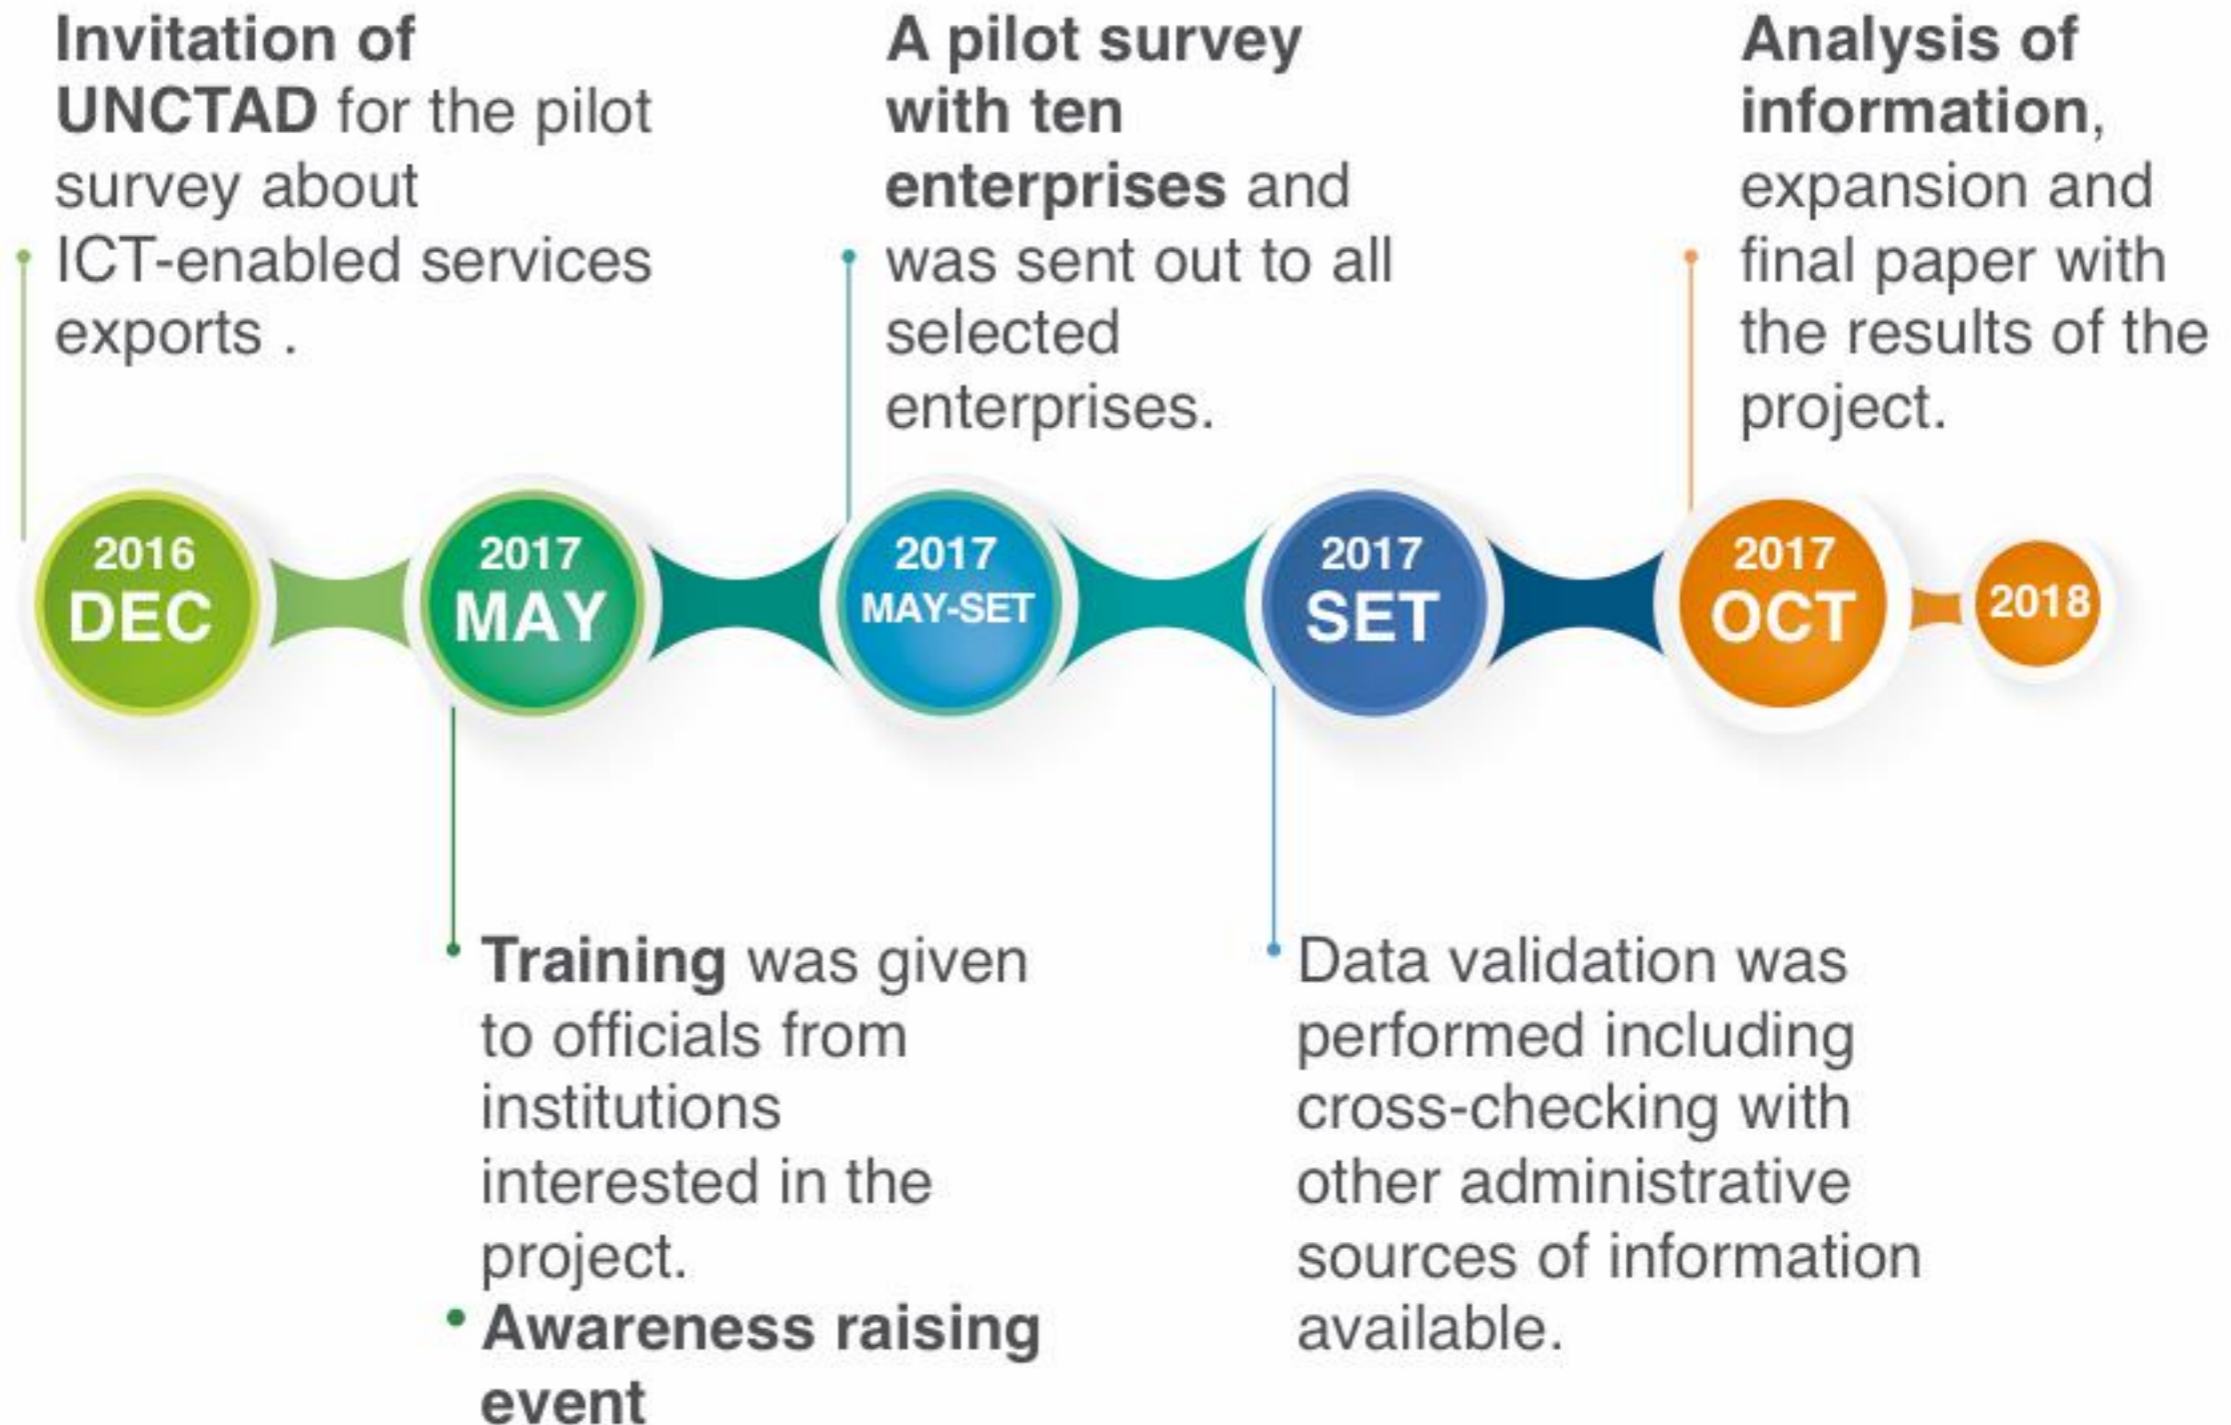 Invitation of
UNCTAD for the pilot
survey about
ICT-enabled services
exports .
A pilot survey
with ten
enterprises and
was sent out to all
selected
enterprises.
Analysis of
information,
expansion and
final paper with
the results of the
project.
2016
DEC
2017
MAY
2017
MAY-SET
2017
SET
2017
OCT
2018
Training was given
to officials from
institutions
interested in the
project.
• Awareness raising
event
Data validation was
performed including
cross-checking with
other administrative
sources of information
available.